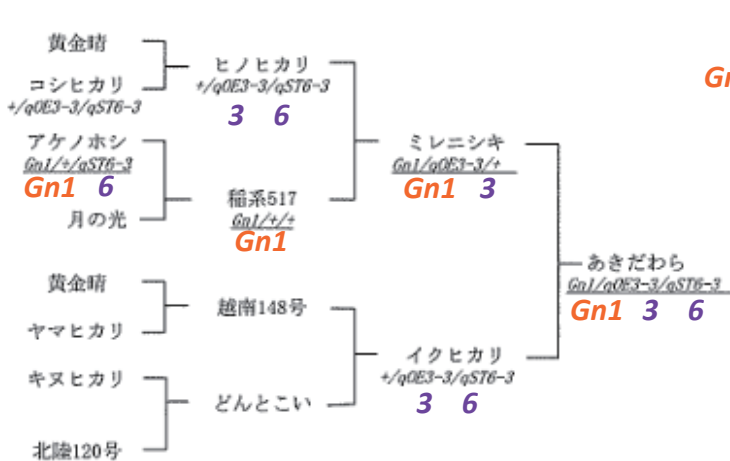 黄金晴
コシヒカリ
+/qOE3-3/qST6-3
ヒノヒカリ
+/qOE3-3/qST6-3
3 6
アケノホシ
Gn1/+/qST6-3
Gn1 6
月の光
稲系517
Gn1/+/+
Gn1
ミレニシキ
Gn1/qOE3-3/+
Gn1 3
黄金晴
ヤマヒカリ
越南148号
キヌヒカリ
北陸120号
どんとこい
イクヒカリ
+/qOE3-3/qST6-3
3 6
あきだわら
Gn1/qOE3-3/qST6-3
Gn1 3 6